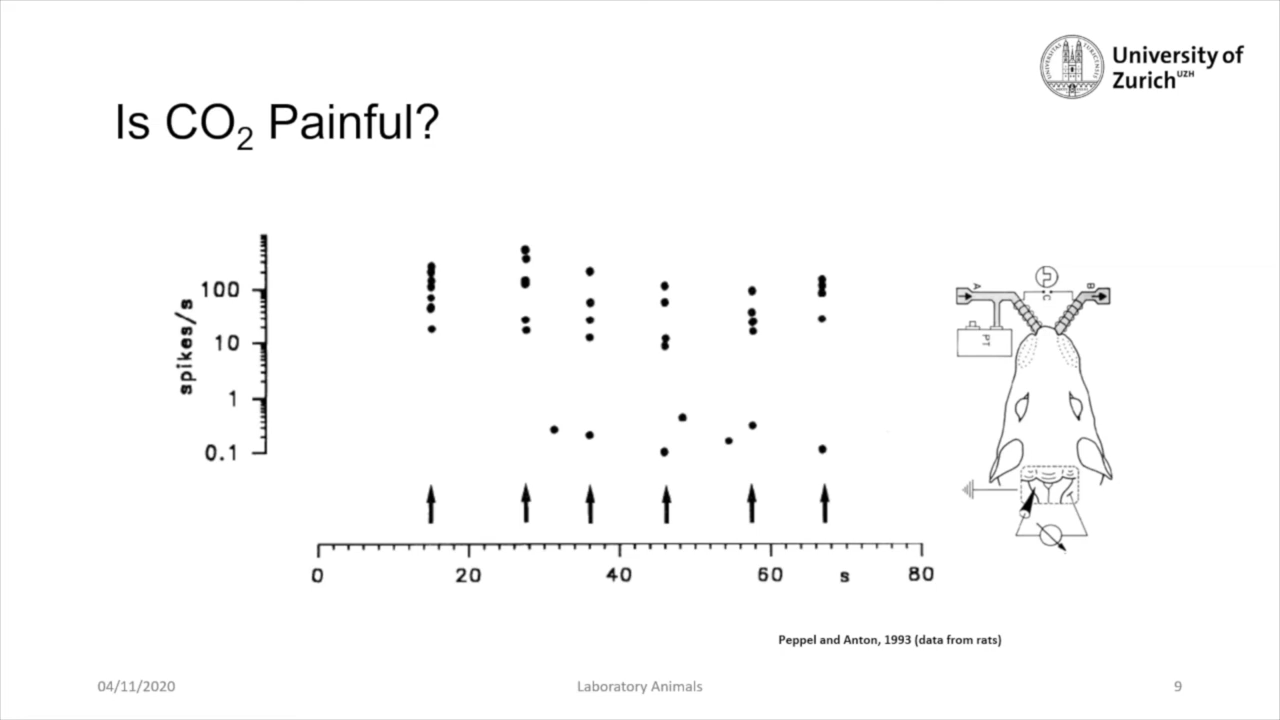 University of
Zurich UZH
Is CO₂ Painful?
spikes/s
100
10
1
0.1
0
20
40
60
s
80
A
B
C
PT
Peppel and Anton, 1993 (data from rats)
04/11/2020
Laboratory Animals
9